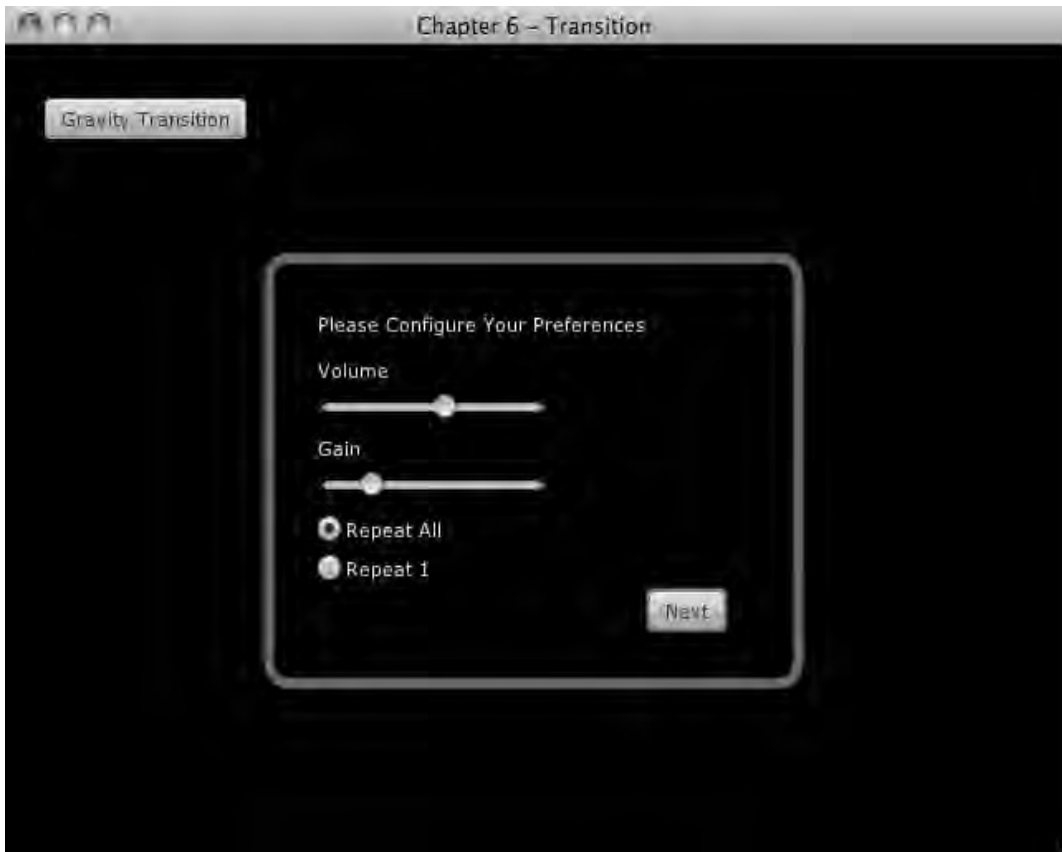 Chapter 6 – Transition
Gravity Transition
Please Configure Your Preferences
Volume
Gain
Repeat All
Repeat 1
Next